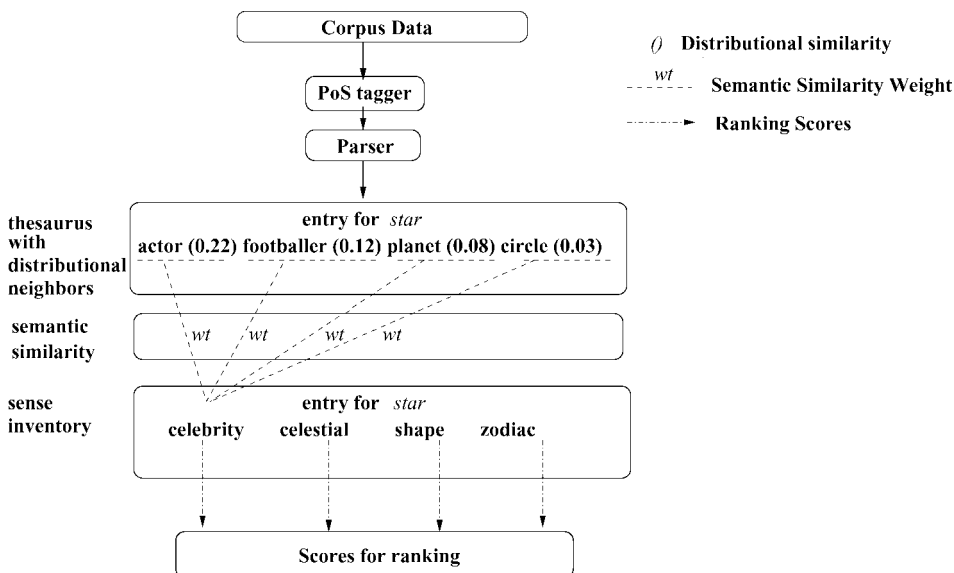 Corpus Data
() Distributional similarity
wt
Semantic Similarity Weight
PoS tagger
Ranking Scores
Parser
thesaurus
with
distributional
neighbors
entry for star
actor (0.22) footballer (0.12) planet (0.08) circle (0.03)
semantic
similarity
wt wt wt wt
sense
inventory
entry for star
celebrity celestial shape zodiac
Scores for ranking